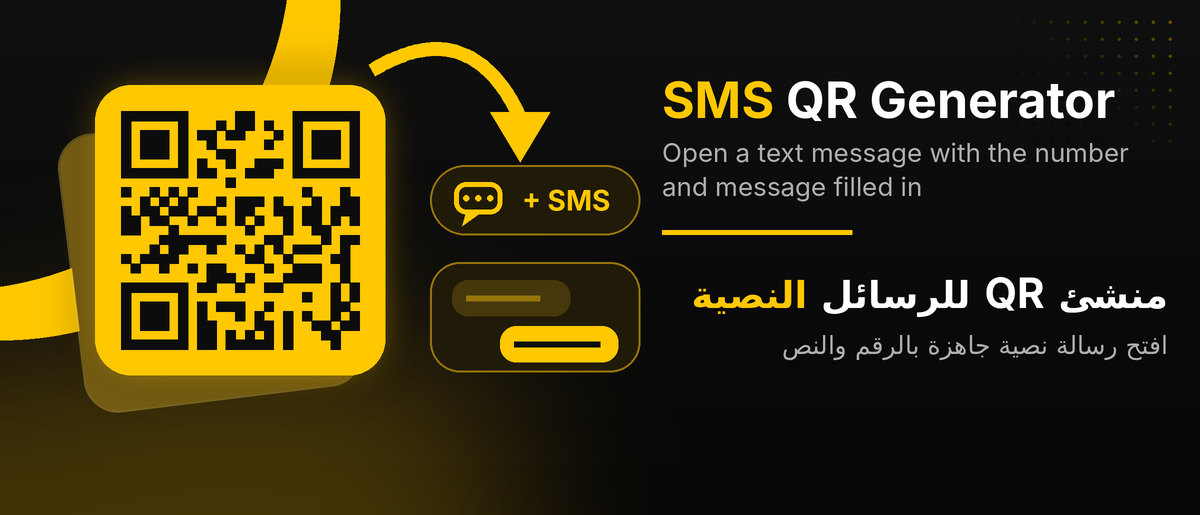 + SMS
SMS QR Generator
Open a text message with the number
and message filled in
منشئ QR للرسائل النصية
افتح رسالة نصية جاهزة بالرقم والنص